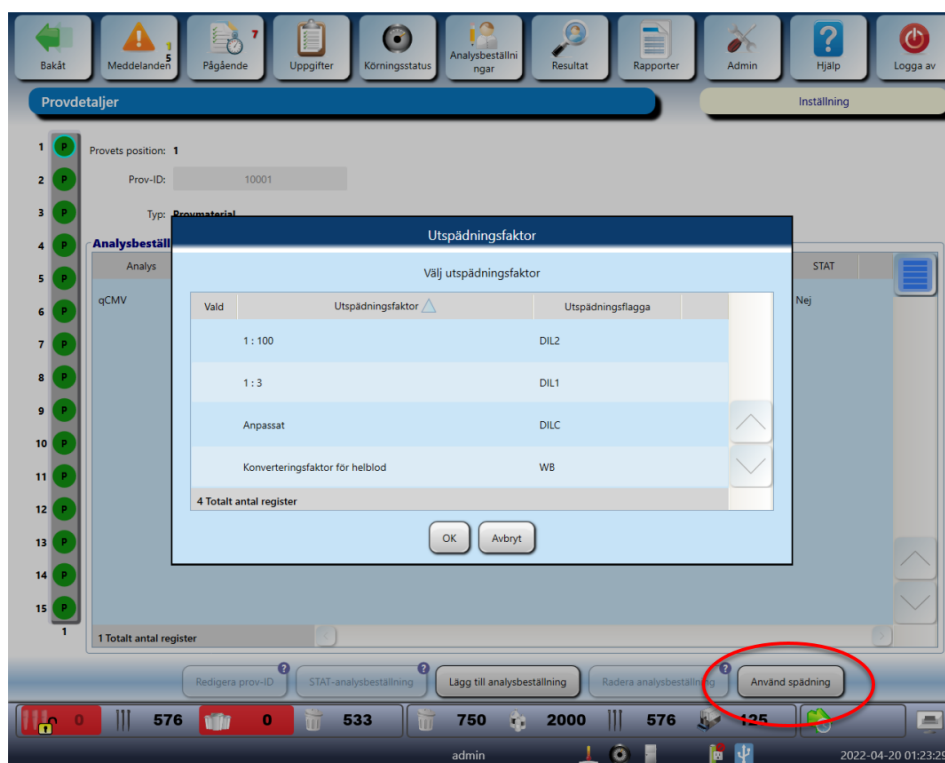 Bakåt
Meddelanden
1
5
Pågående
7
Uppgifter
Körningsstatus
Analysbeställni
ngar
Resultat
Rapporter
Admin
Hjälp
Logga av
Provdetaljer
Inställning
1 P
2 P
3 P
4 P
5 P
6 P
7 P
8 P
9 P
10 P
11 P
12 P
13 P
14 P
15 P
1
Provets position: 1
Prov-ID: 10001
Typ: Provmaterial
Analysbeställ
Analys STAT
qCMV Nej
Utspädningsfaktor
Välj utspädningsfaktor
Vald Utspädningsfaktor Utspädningsflagga
1 : 100 DIL2
1 : 3 DIL1
Anpassat DILC
Konverteringsfaktor för helblod WB
4 Totalt antal register
OK Avbryt
1 Totalt antal register
Redigera prov-ID ?
STAT-analysbeställning ?
Lägg till analysbeställning
Radera analysbeställning ?
Använd spädning
0 576 0 533 750 2000 576 125
admin
2022-04-20 01:23:29